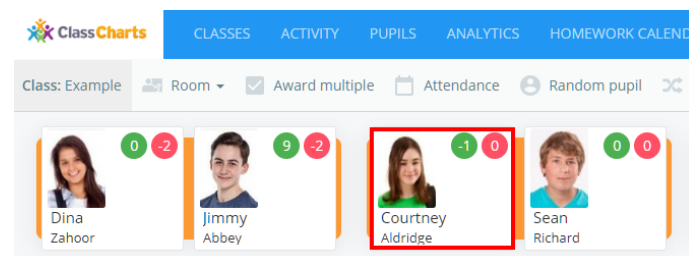 ClassCharts
CLASSES ACTIVITY PUPILS ANALYTICS HOMEWORK CALEND
Class: Example Room Award multiple Attendance Random pupil
0 -2 9 -2 -1 0 0 0
Dina Jimmy Courtney Sean
Zahoor Abbey Aldridge Richard